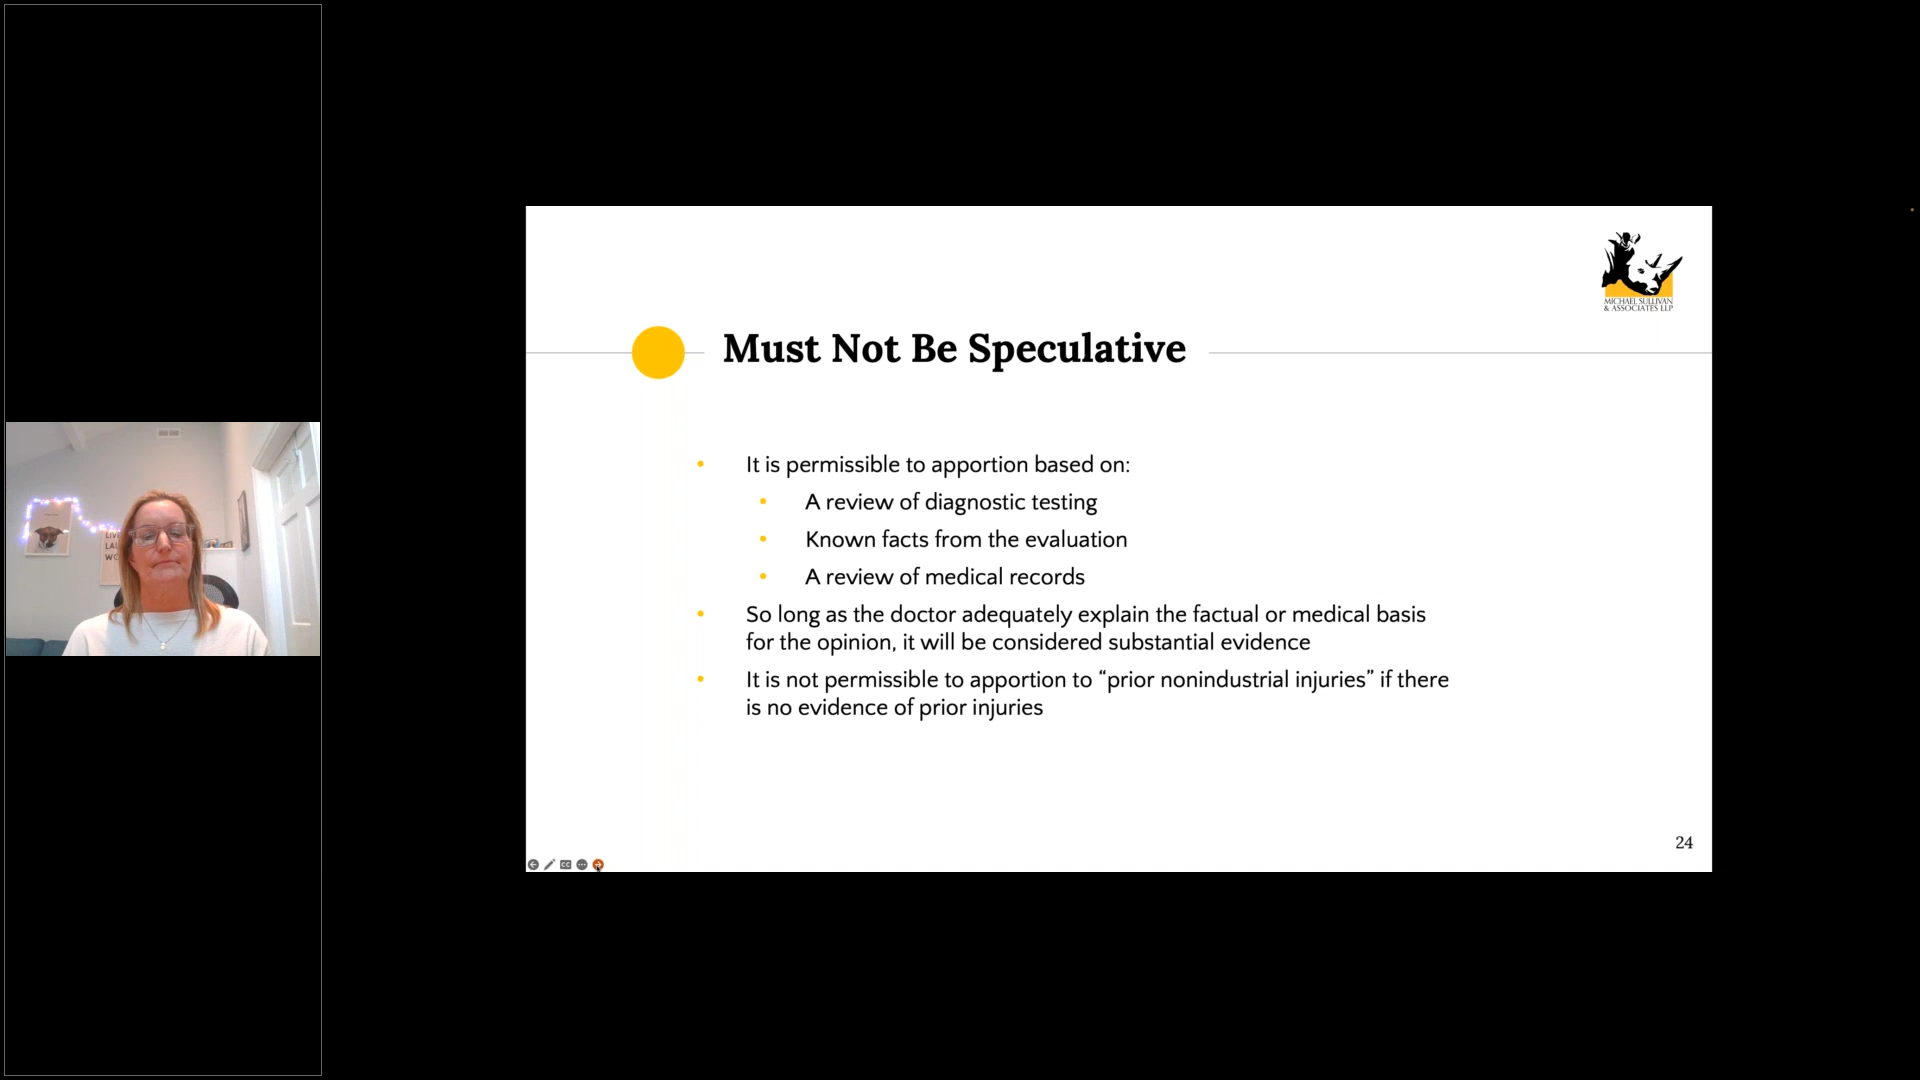 MICHAEL SULLIVAN
& ASSOCIATES LLP
Must Not Be Speculative
• It is permissible to apportion based on:
• A review of diagnostic testing
• Known facts from the evaluation
• A review of medical records
• So long as the doctor adequately explain the factual or medical basis
for the opinion, it will be considered substantial evidence
• It is not permissible to apportion to “prior nonindustrial injuries” if there
is no evidence of prior injuries
24
CC